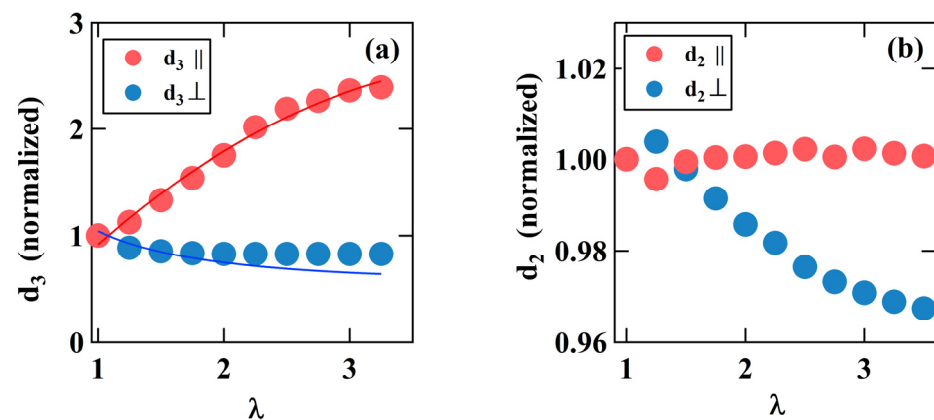 3
2
1
0
d₃ (normalized)
(a)
d₃ ∥
d₃ ⊥
1
2
3
λ
1.02
1.00
0.98
0.96
d₂ (normalized)
(b)
d₂ ∥
d₂ ⊥
1
2
3
λ